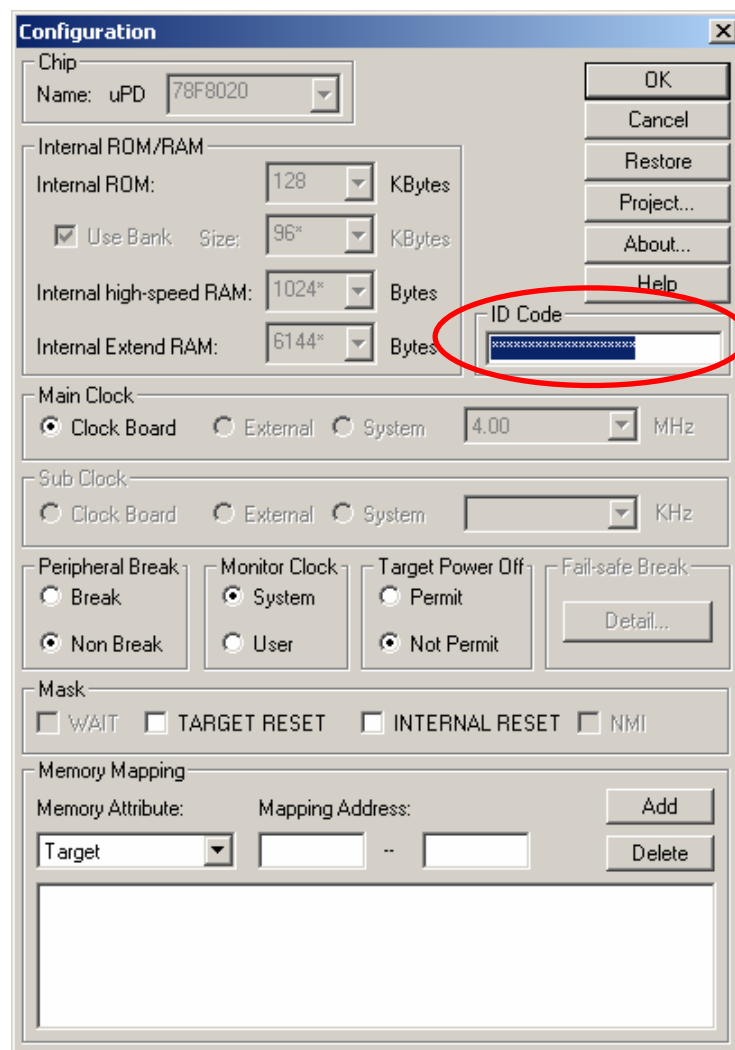 Configuration
Chip
Name: uPD 78F8020
OK
Cancel
Restore
Project...
About...
Help
Internal ROM/RAM
Internal ROM: 128 KBytes
Use Bank Size: 96* KBytes
Internal high-speed RAM: 1024* Bytes
Internal Extend RAM: 6144* Bytes
ID Code
********************
Main Clock
Clock Board External System 4.00 MHz
Sub Clock
Clock Board External System KHz
Peripheral Break
Break
Non Break
Monitor Clock
System
User
Target Power Off
Permit
Not Permit
Fail-safe Break
Detail...
Mask
WAIT TARGET RESET INTERNAL RESET NMI
Memory Mapping
Memory Attribute: Mapping Address:
Add
Target --
Delete